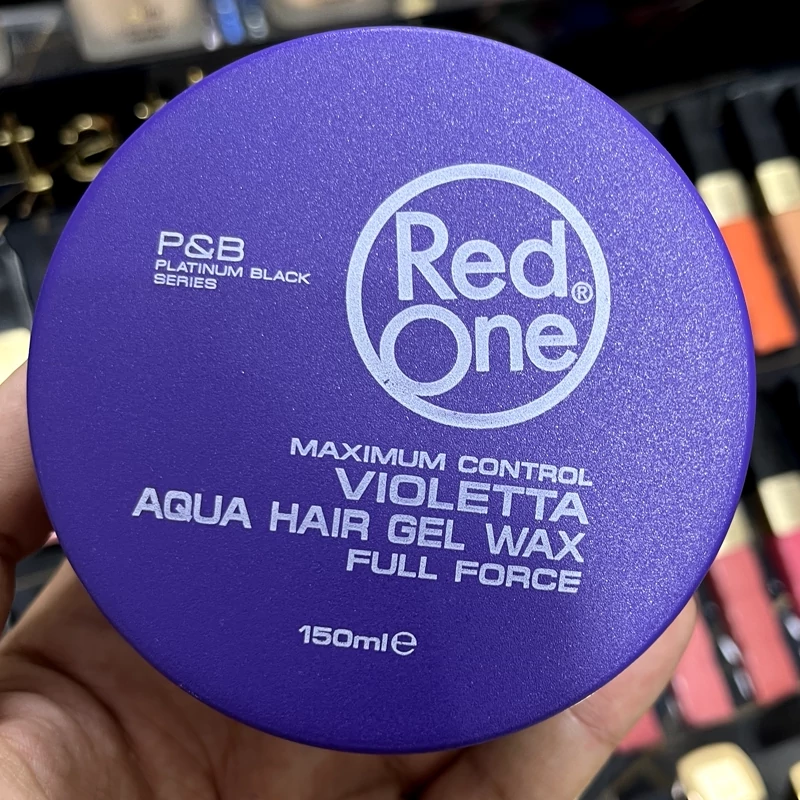 P&B
PLATINUM BLACK
SERIES
Red
One®
MAXIMUM CONTROL
VIOLETTA
AQUA HAIR GEL WAX
FULL FORCE
150ml℮